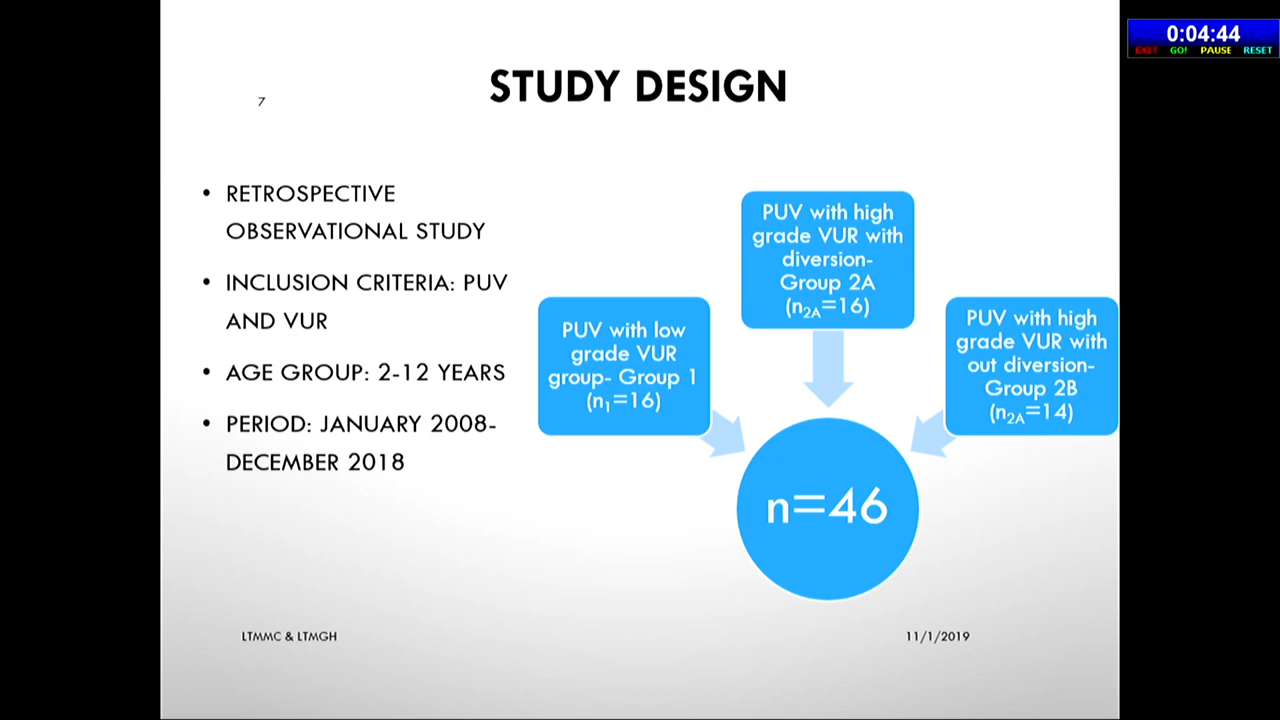 0:04:44
EXIT GO! PAUSE RESET
STUDY DESIGN
7
• RETROSPECTIVE
OBSERVATIONAL STUDY
• INCLUSION CRITERIA: PUV
AND VUR
• AGE GROUP: 2-12 YEARS
• PERIOD: JANUARY 2008-
DECEMBER 2018
PUV with low
grade VUR
group- Group 1
(n1=16)
PUV with high
grade VUR with
diversion-
Group 2A
(n2A=16)
PUV with high
grade VUR with
out diversion-
Group 2B
(n2A=14)
n=46
LTMMC & LTMGH
11/1/2019